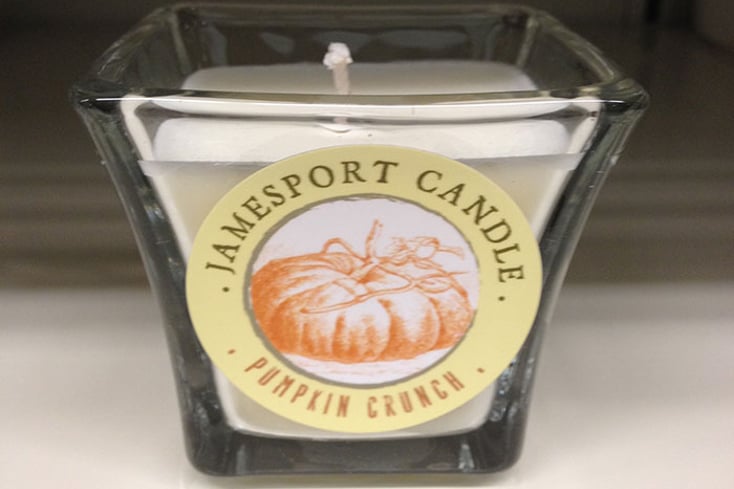 · JAMESPORT CANDLE ·
· PUMPKIN CRUNCH ·